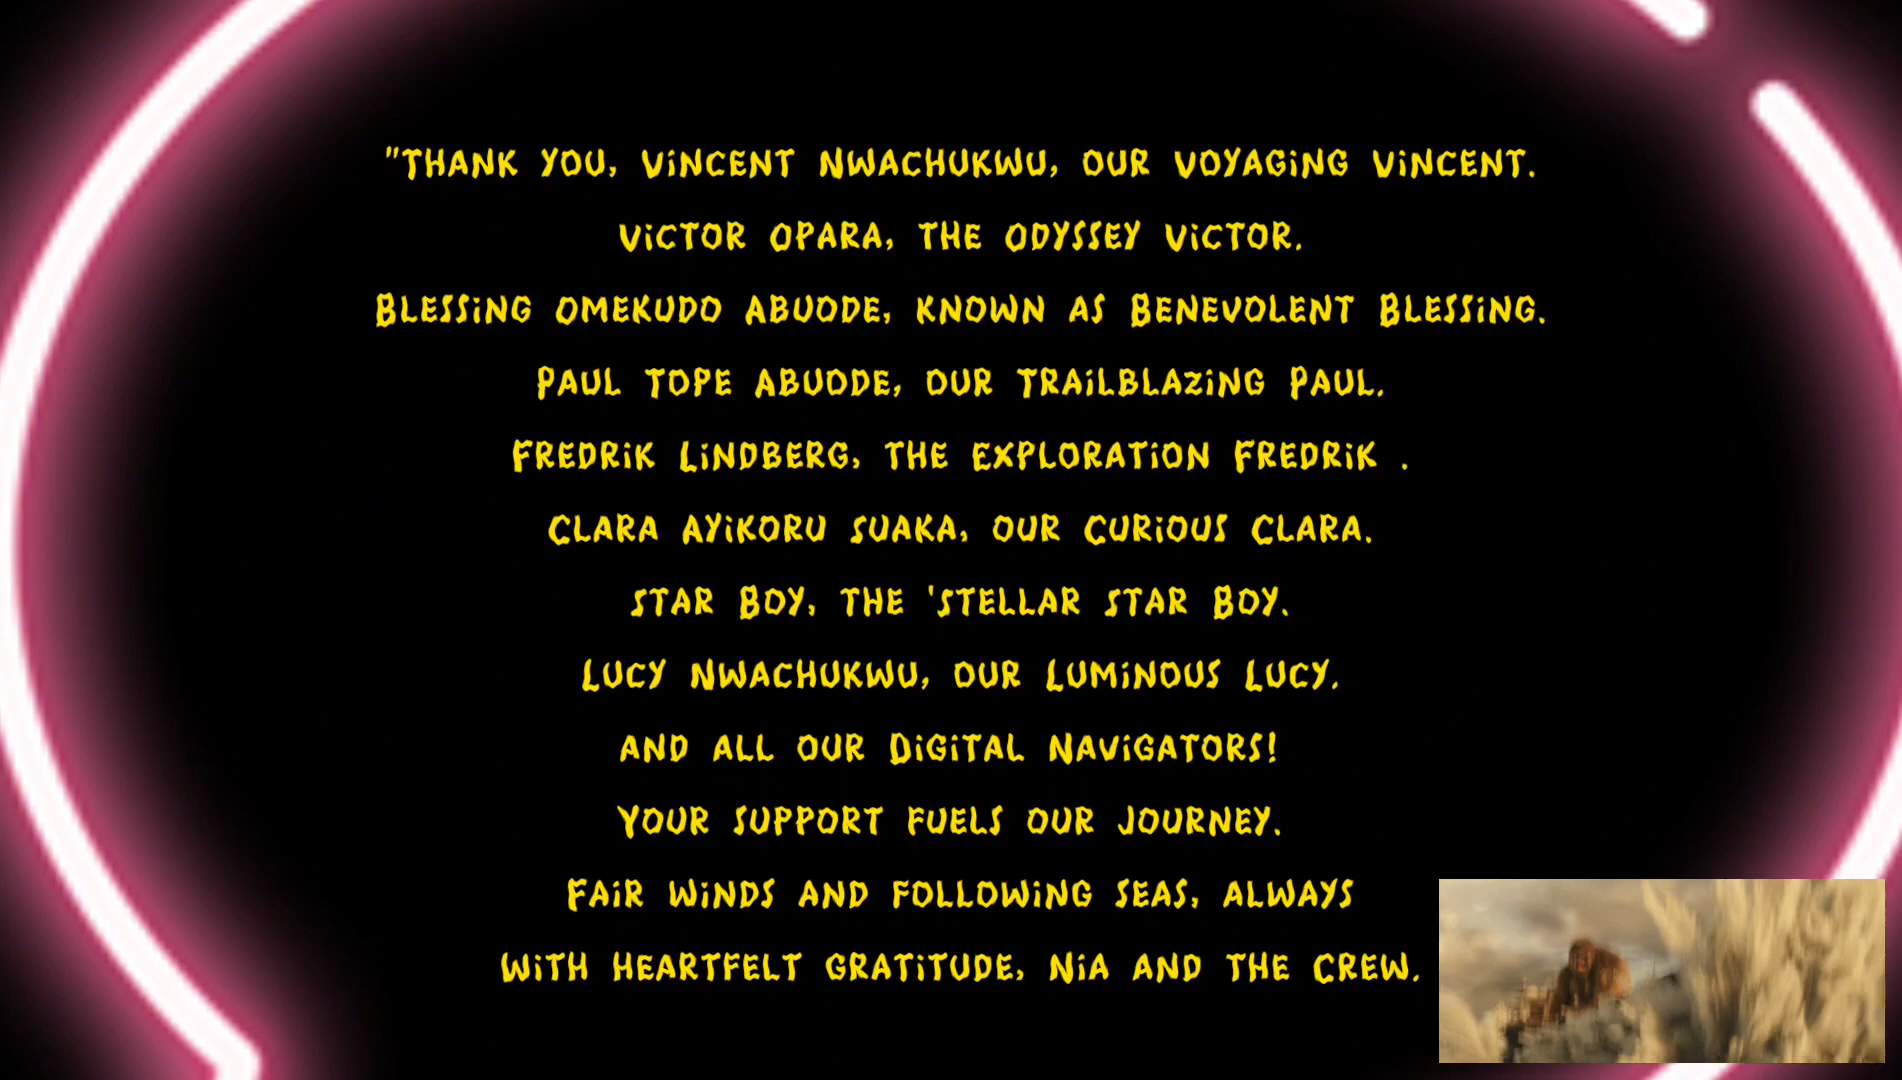 "THANK YOU, ViNCENT NWACHUKWU, OUR VOYAGiNG ViNCENT.
ViCTOR OPARA, THE ODYSSEY ViCTOR.
BLESSiNG OMEKUDO ABUODE, KNOWN AS BENEVOLENT BLESSiNG.
PAUL TOPE ABUODE, OUR TRAiLBLAZiNG PAUL.
FREDRiK LiNDBERG, THE EXPLORATiON FREDRiK .
CLARA AYiKORU SUAKA, OUR CURiOUS CLARA.
STAR BOY, THE 'STELLAR STAR BOY.
LUCY NWACHUKWU, OUR LUMiNOUS LUCY.
AND ALL OUR DiGiTAL NAViGATORS!
YOUR SUPPORT FUELS OUR JOURNEY.
FAiR WiNDS AND FOLLOWiNG SEAS, ALWAYS
WiTH HEARTFELT GRATiTUDE, NiA AND THE CREW.